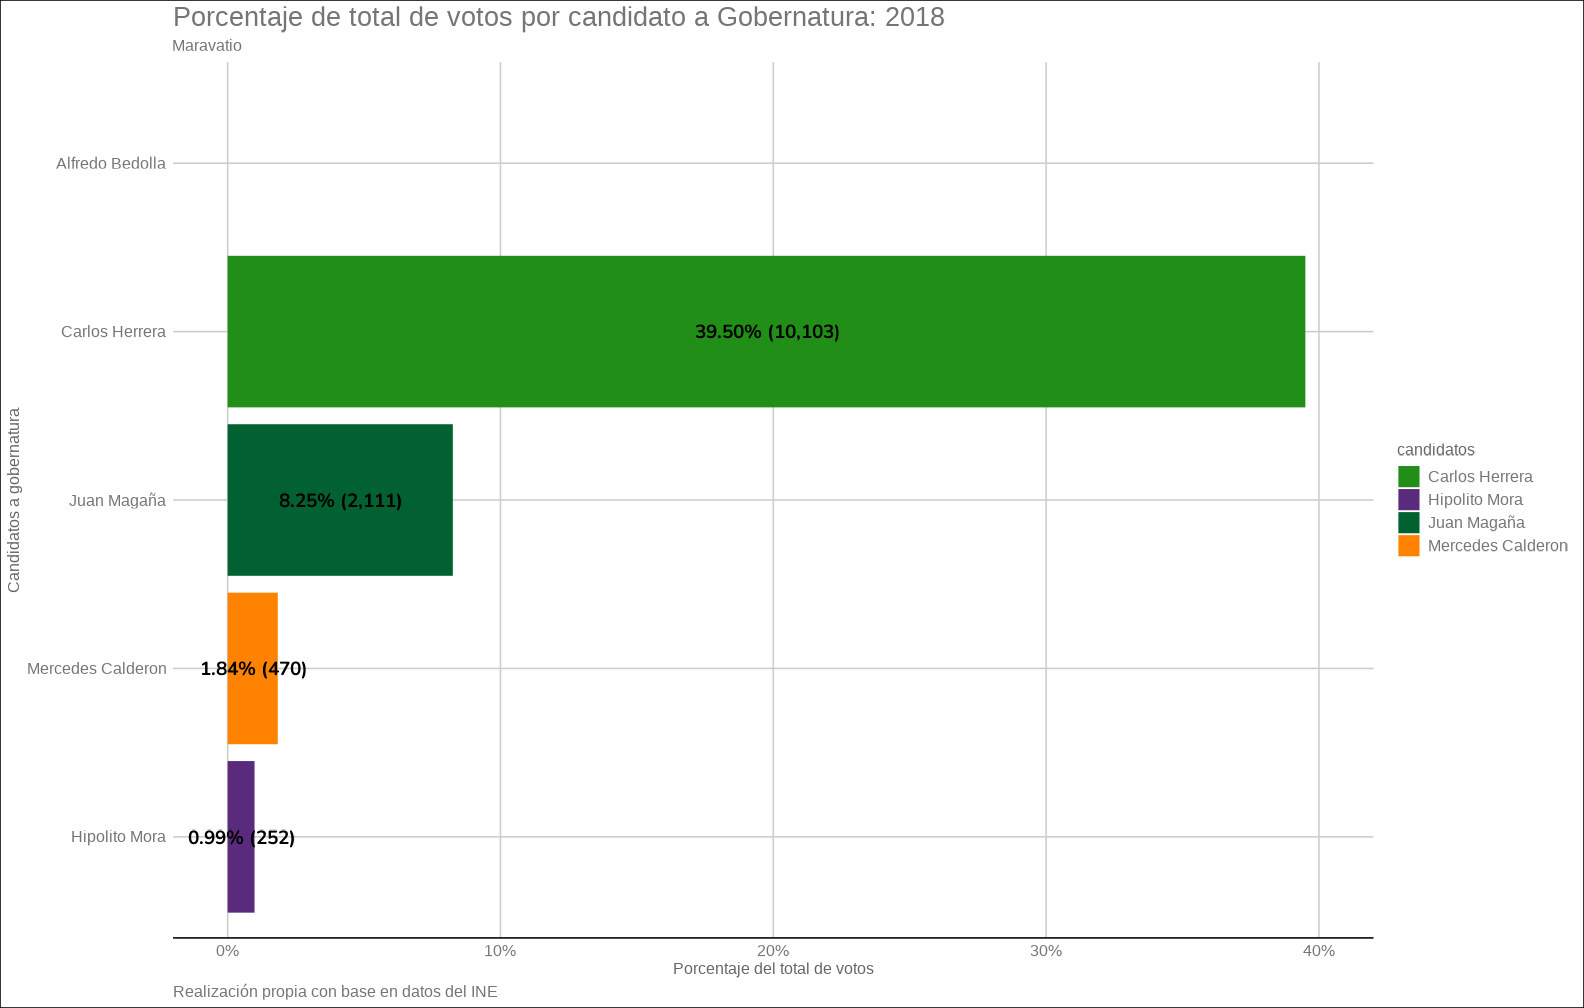 Porcentaje de total de votos por candidato a Gobernatura: 2018
Maravatio
Candidatos a gobernatura
Alfredo Bedolla
Carlos Herrera
39.50% (10,103)
Juan Magaña
8.25% (2,111)
Mercedes Calderon
1.84% (470)
Hipolito Mora
0.99% (252)
0%
10%
20%
30%
40%
Porcentaje del total de votos
candidatos
Carlos Herrera
Hipolito Mora
Juan Magaña
Mercedes Calderon
Realización propia con base en datos del INE